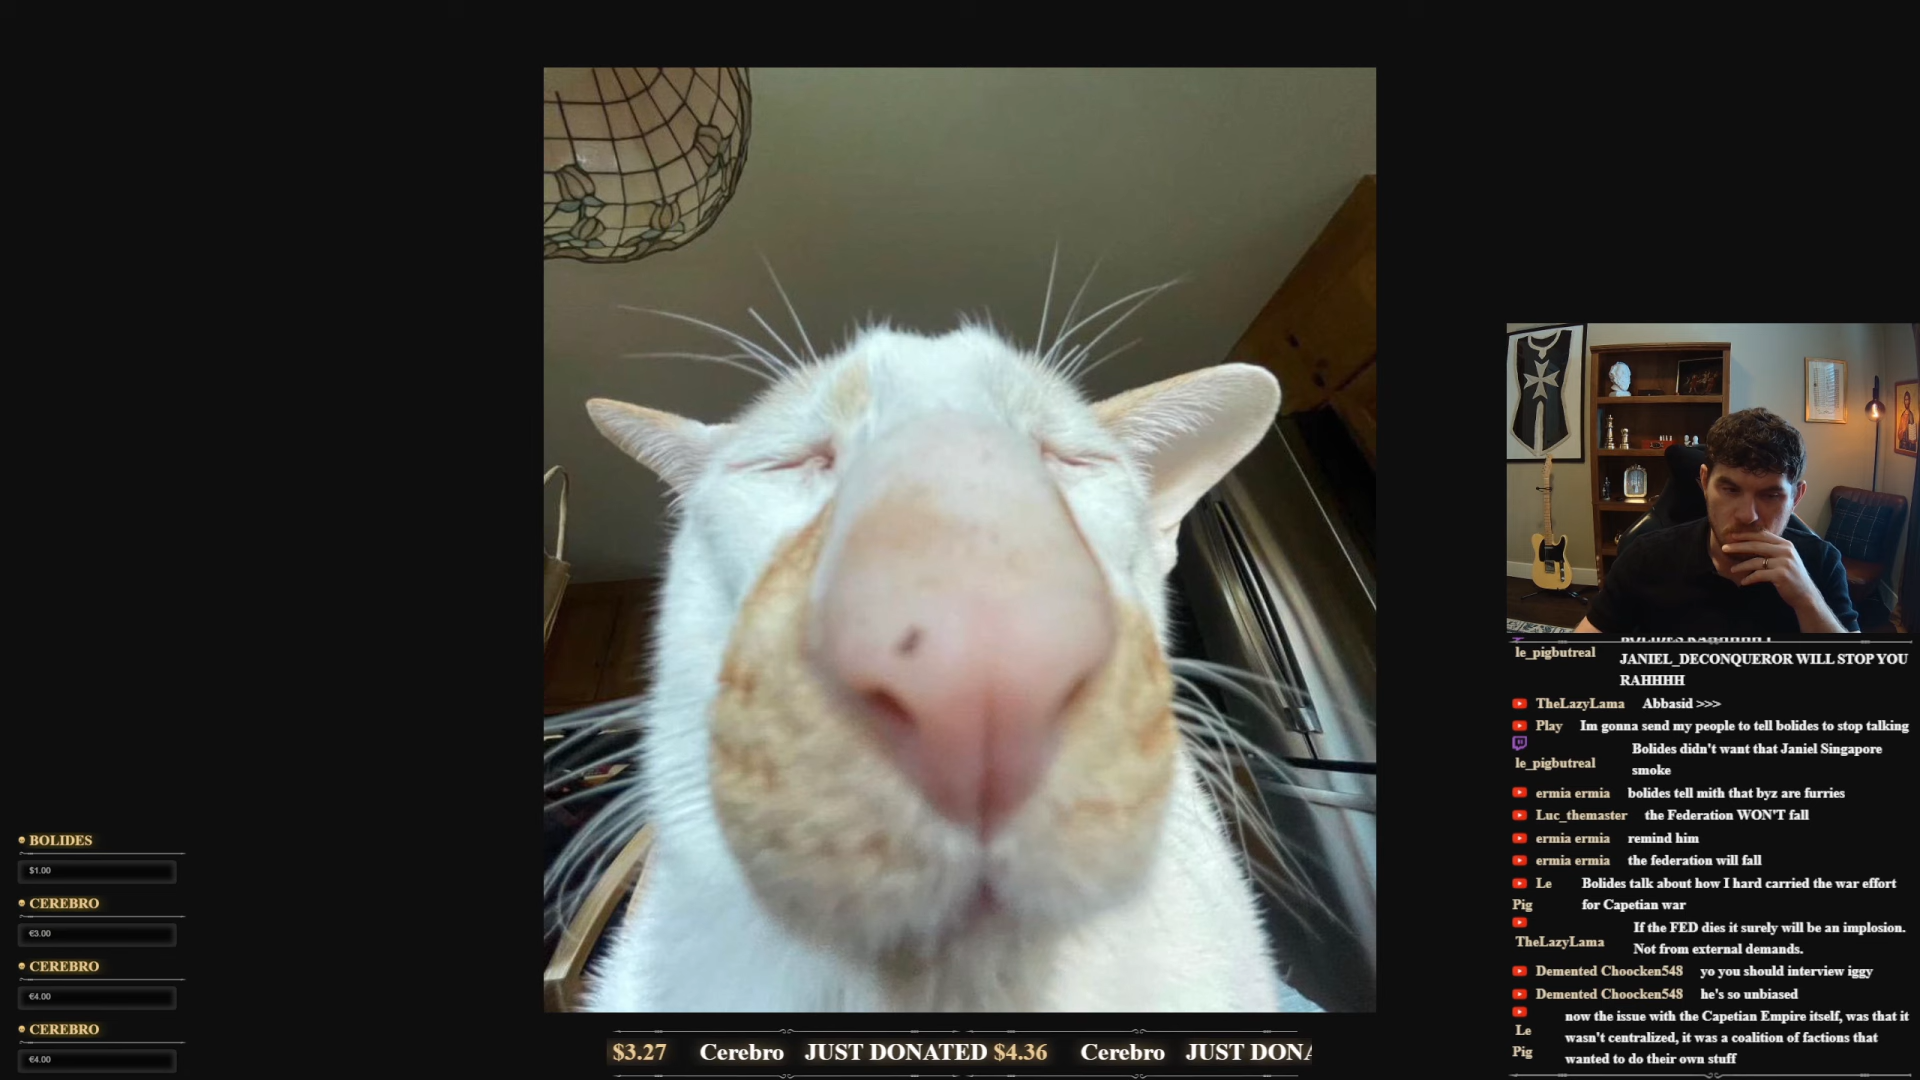 BOLIDES
$1.00
CEREBRO
€3.00
CEREBRO
€4.00
CEREBRO
€4.00
$3.27 Cerebro JUST DONATED $4.36 Cerebro JUST DONA
le_pigbutreal JANIEL_DECONQUEROR WILL STOP YOU
RAHHHH
TheLazyLama Abbasid >>>
Play Im gonna send my people to tell bolides to stop talking
le_pigbutreal Bolides didn't want that Janiel Singapore
smoke
ermia ermia bolides tell mith that byz are furries
Luc_themaster the Federation WON'T fall
ermia ermia remind him
ermia ermia the federation will fall
Le Pig Bolides talk about how I hard carried the war effort
for Capetian war
TheLazyLama If the FED dies it surely will be an implosion.
Not from external demands.
Demented Choocken548 yo you should interview iggy
Demented Choocken548 he's so unbiased
Le Pig now the issue with the Capetian Empire itself, was that it
wasn't centralized, it was a coalition of factions that
wanted to do their own stuff